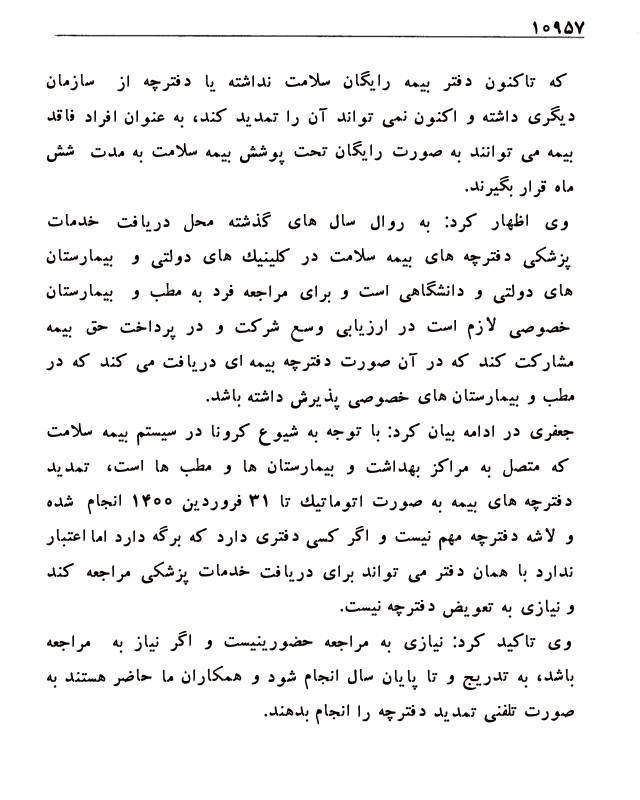 ۱۰۹۵۷
که تاکنون دفتر بیمه رایگان سلامت نداشته یا دفترچه از سازمان
دیگری داشته و اکنون نمی تواند آن را تمدید کند، به عنوان افراد فاقد
بیمه می توانند به صورت رایگان تحت پوشش بیمه سلامت به مدت شش
ماه قرار بگیرند.
وی اظهار کرد: به روال سال های گذشته محل دریافت خدمات
پزشکی دفترچه های بیمه سلامت در کلینیك های دولتی و بیمارستان
های دولتی و دانشگاهی است و برای مراجعه فرد به مطب و بیمارستان
خصوصی لازم است در ارزیابی وسع شرکت و در پرداخت حق بیمه
مشارکت کند که در آن صورت دفترچه بیمه ای دریافت می کند که در
مطب و بیمارستان های خصوصی پذیرش داشته باشد.
جعفری در ادامه بیان کرد: با توجه به شیوع کرونا در سیستم بیمه سلامت
که متصل به مراکز بهداشت و بیمارستان ها و مطب ها است، تمدید
دفترچه های بیمه به صورت اتوماتیك تا ۳۱ فروردین ۱۴۰۰ انجام شده
و لاشه دفترچه مهم نیست و اگر کسی دفتری دارد که برگه دارد اما اعتبار
ندارد با همان دفتر می تواند برای دریافت خدمات پزشکی مراجعه کند
و نیازی به تعویض دفترچه نیست.
وی تاکید کرد: نیازی به مراجعه حضورینیست و اگر نیاز به مراجعه
باشد، به تدریج و تا پایان سال انجام شود و همکاران ما حاضر هستند به
صورت تلفنی تمدید دفترچه را انجام بدهند.